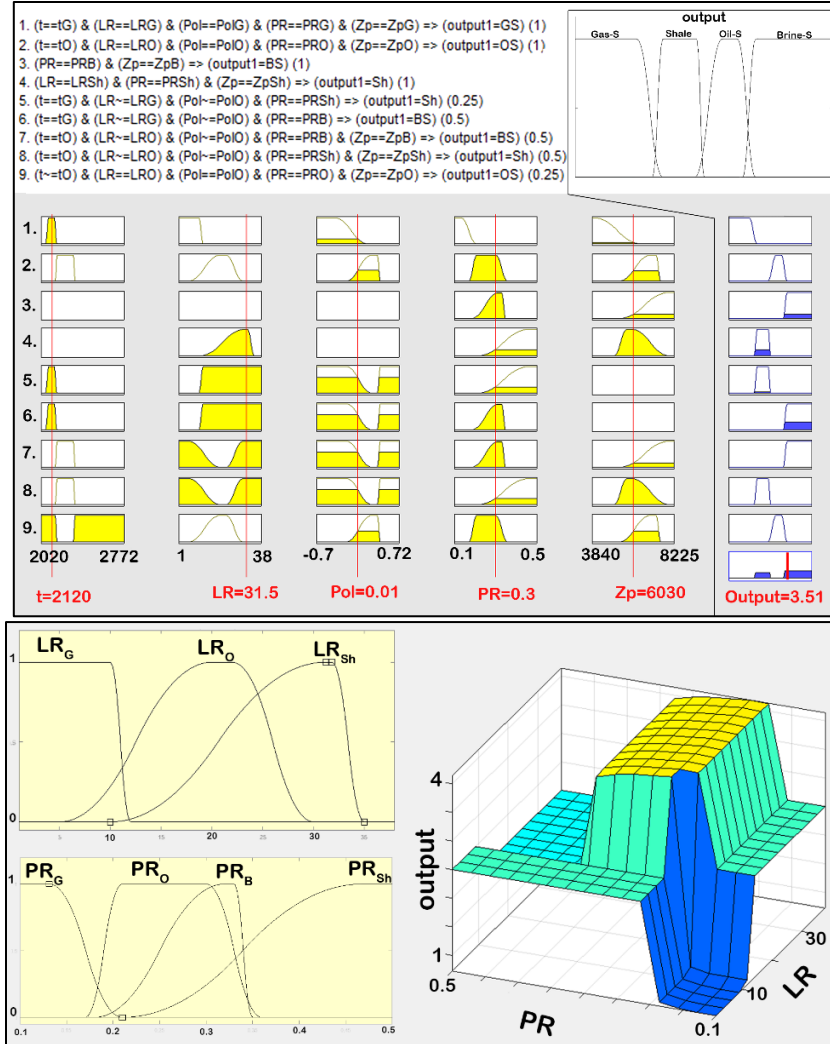 1. (t==tG) & (LR==LRG) & (Pol==PolG) & (PR==PRG) & (Zp==ZpG) => (output1=GS) (1)
2. (t==tO) & (LR==LRO) & (Pol==PolO) & (PR==PRO) & (Zp==ZpO) => (output1=OS) (1)
3. (PR==PRB) & (Zp==ZpB) => (output1=BS) (1)
4. (LR==LRSh) & (PR==PRSh) & (Zp==ZpSh) => (output1=Sh) (1)
5. (t==tG) & (LR~=LRG) & (Pol~=PolO) & (PR==PRSh) => (output1=Sh) (0.25)
6. (t==tG) & (LR~=LRG) & (Pol~=PolO) & (PR==PRB) => (output1=BS) (0.5)
7. (t==tO) & (LR~=LRO) & (Pol~=PolO) & (PR==PRB) & (Zp==ZpB) => (output1=BS) (0.5)
8. (t==tO) & (LR~=LRO) & (Pol~=PolO) & (PR==PRSh) & (Zp==ZpSh) => (output1=Sh) (0.5)
9. (t~=tO) & (LR==LRO) & (Pol==PolO) & (PR==PRO) & (Zp==ZpO) => (output1=OS) (0.25)
output
Gas-S Shale Oil-S Brine-S
1.
2.
3.
4.
5.
6.
7.
8.
9.
2020 2772 1 38 -0.7 0.72 0.1 0.5 3840 8225
t=2120 LR=31.5 Pol=0.01 PR=0.3 Zp=6030 Output=3.51
LRG LRO LRSh
1
0
10 20 30 35
PRG PRO PRB PRSh
1
0
0.1 0.2 0.3 0.4 0.5
4
output
1
0.5
PR
0.1
10
LR
30